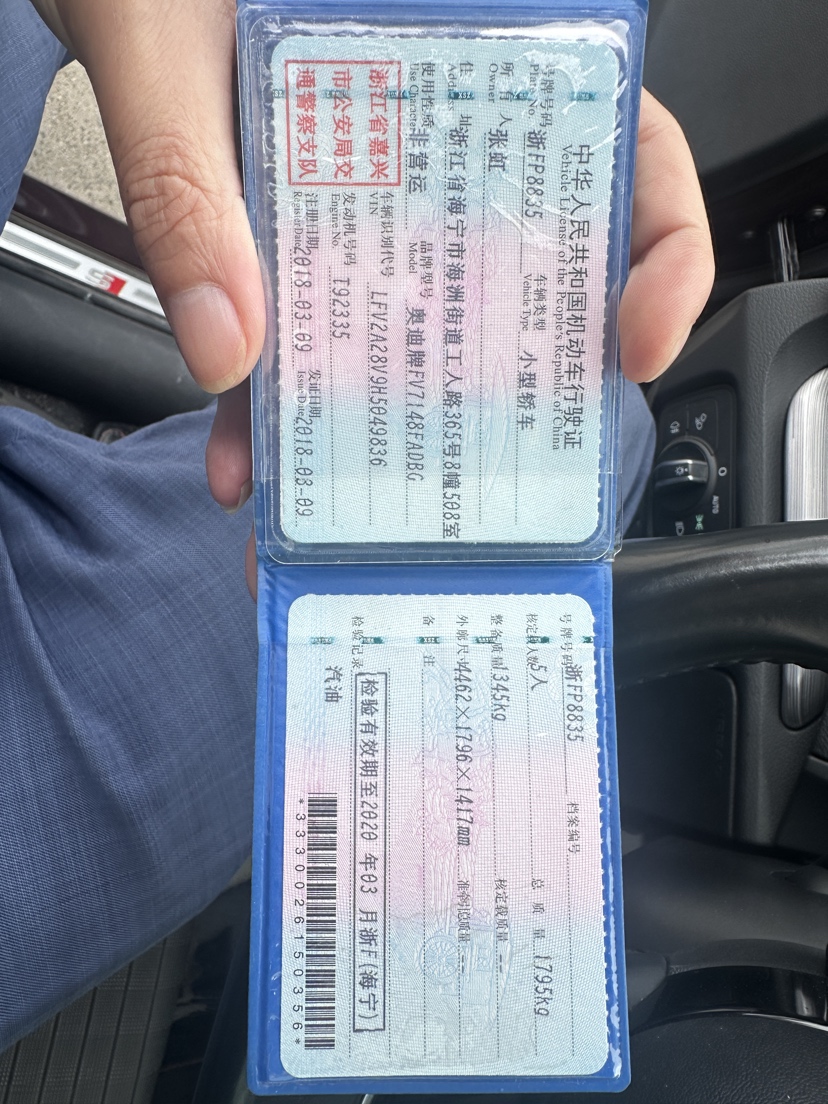 中华人民共和国机动车行驶证
Vehicle License of the People's Republic of China
号牌号码 浙FP8835 车辆类型 小型轿车
Plate No. Vehicle Type
所有人 张虹
Owner
住址 浙江省海宁市海洲街道工人路365号8幢508室
Address
使用性质 非营运 品牌型号 奥迪牌FV7148FADBG
Use Character Model
浙江省嘉兴
市公安局交
通警察支队
车辆识别代号 LFV2A28V9H5049836
VIN
发动机号码 T92335
Engine No.
注册日期 2018-03-09 发证日期 2018-03-09
Register Date Issue Date
号牌号码 浙FP8835 档案编号
核定载人数 5人 总质量 1795kg
整备质量 1345kg 核定载质量 --
外廓尺寸 4462×1796×1417mm 准牵引总质量 --
备注
检验记录 检验有效期至2020年03月浙F(海宁)
汽油
*3330026150356*
AUTO